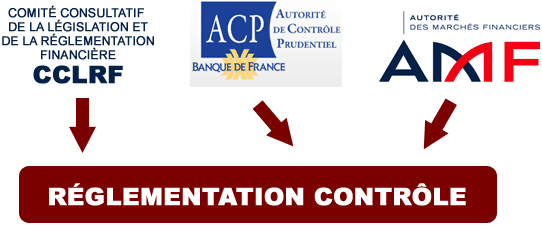 COMITÉ CONSULTATIF
DE LA LÉGISLATION ET
DE LA RÉGLEMENTATION
FINANCIÈRE
CCLRF
ACP
AUTORITÉ
DE CONTRÔLE
PRUDENTIEL
BANQUE DE FRANCE
AUTORITÉ
DES MARCHÉS FINANCIERS
AMF
RÉGLEMENTATION CONTRÔLE